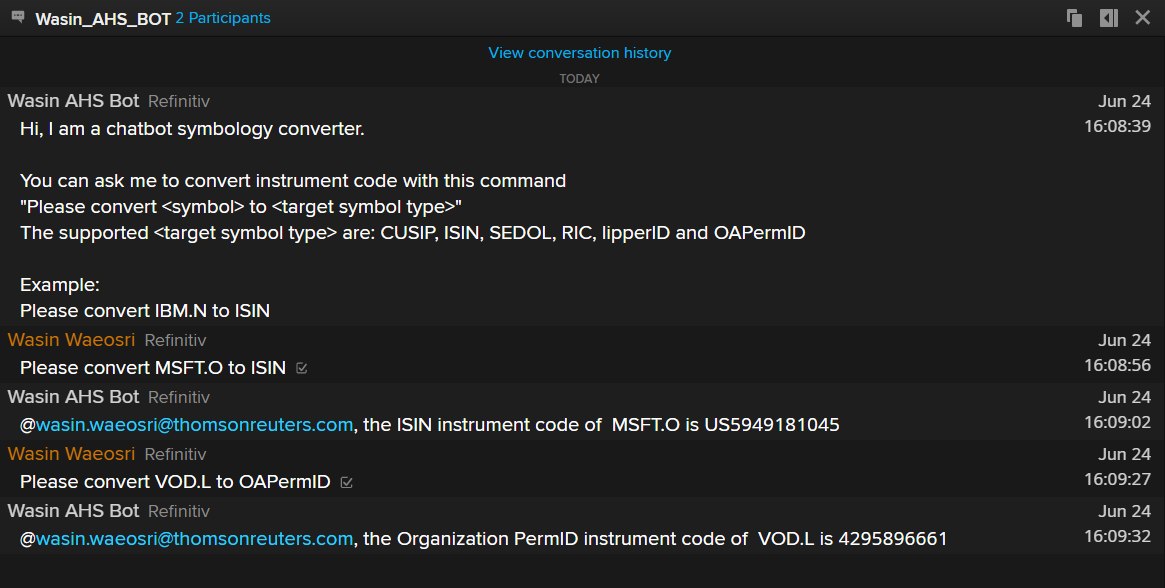 Wasin_AHS_BOT 2 Participants
View conversation history
TODAY
Wasin AHS Bot Refinitiv Jun 24
Hi, I am a chatbot symbology converter. 16:08:39
You can ask me to convert instrument code with this command
"Please convert <symbol> to <target symbol type>"
The supported <target symbol type> are: CUSIP, ISIN, SEDOL, RIC, lipperID and OAPermID
Example:
Please convert IBM.N to ISIN
Wasin Waeosri Refinitiv Jun 24
Please convert MSFT.O to ISIN 16:08:56
Wasin AHS Bot Refinitiv Jun 24
@wasin.waeosri@thomsonreuters.com, the ISIN instrument code of  MSFT.O is US5949181045 16:09:02
Wasin Waeosri Refinitiv Jun 24
Please convert VOD.L to OAPermID 16:09:27
Wasin AHS Bot Refinitiv Jun 24
@wasin.waeosri@thomsonreuters.com, the Organization PermID instrument code of  VOD.L is 4295896661 16:09:32